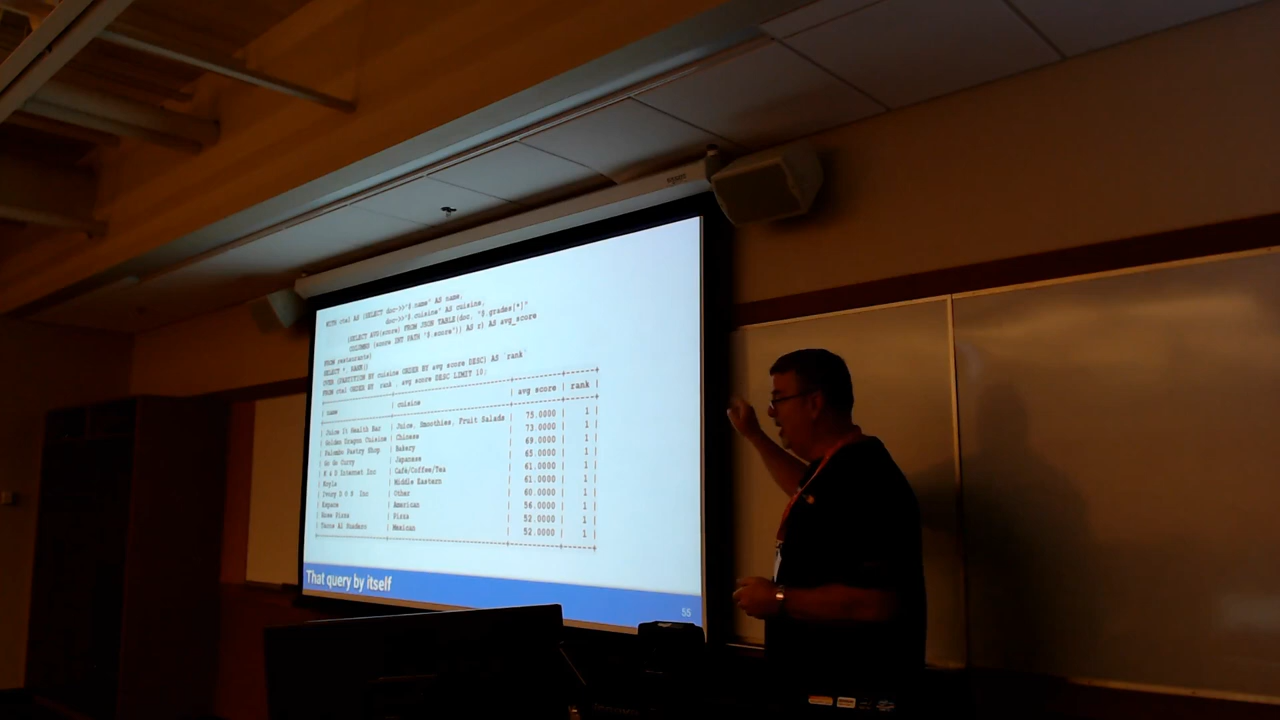 WITH cte1 AS (SELECT doc->>"$.name" AS name,
doc->>"$.cuisine" AS cuisine,
(SELECT AVG(score) FROM JSON_TABLE(doc, "$.grades[*]"
COLUMNS (score INT PATH "$.score")) AS r) AS avg_score
FROM restaurants)
SELECT *, RANK()
OVER (PARTITION BY cuisine ORDER BY avg_score DESC) AS `rank`
FROM cte1 ORDER BY `rank`, avg_score DESC LIMIT 10;
| name | cuisine | avg_score | rank |
| Juice It Health Bar | Juice, Smoothies, Fruit Salads | 75.0000 | 1 |
| Golden Dragon Cuisine | Chinese | 73.0000 | 1 |
| Palombo Pastry Shop | Bakery | 69.0000 | 1 |
| Go Go Curry | Japanese | 65.0000 | 1 |
| Café/Coffee/Tea | 61.0000 | 1 |
| Middle Eastern | 61.0000 | 1 |
| Ivory D O S Inc | Other | 60.0000 | 1 |
| Espace | American | 56.0000 | 1 |
| Pizza | 52.0000 | 1 |
| Mexican | 52.0000 | 1 |
That query by itself
55